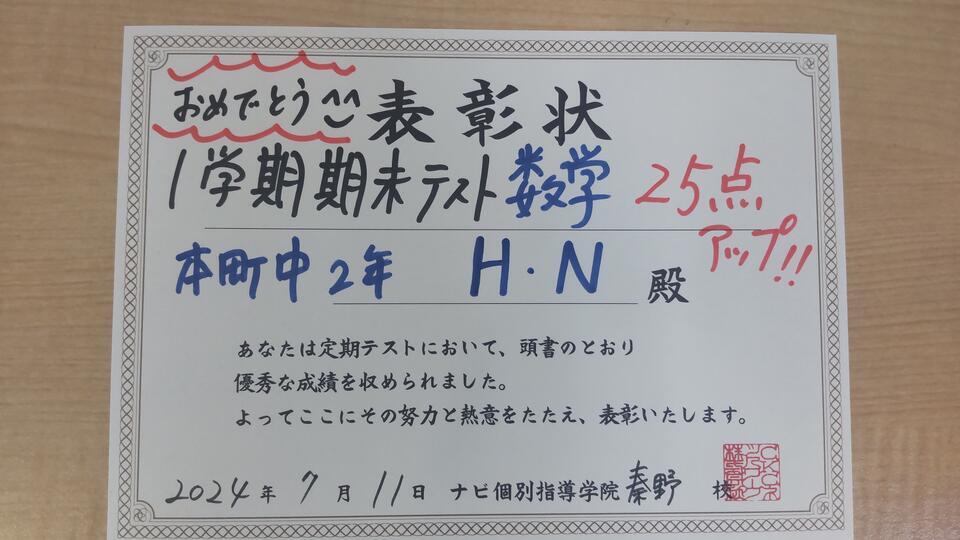 おめでとう^^ 表彰状
1学期期末テスト 数学 25点
アップ!!
本町中2年 H・N 殿
あなたは定期テストにおいて、頭書のとおり
優秀な成績を収められました。
よってここにその努力と熱意をたたえ、表彰いたします。
2024年 7月 11日 ナビ個別指導学院 秦野 校